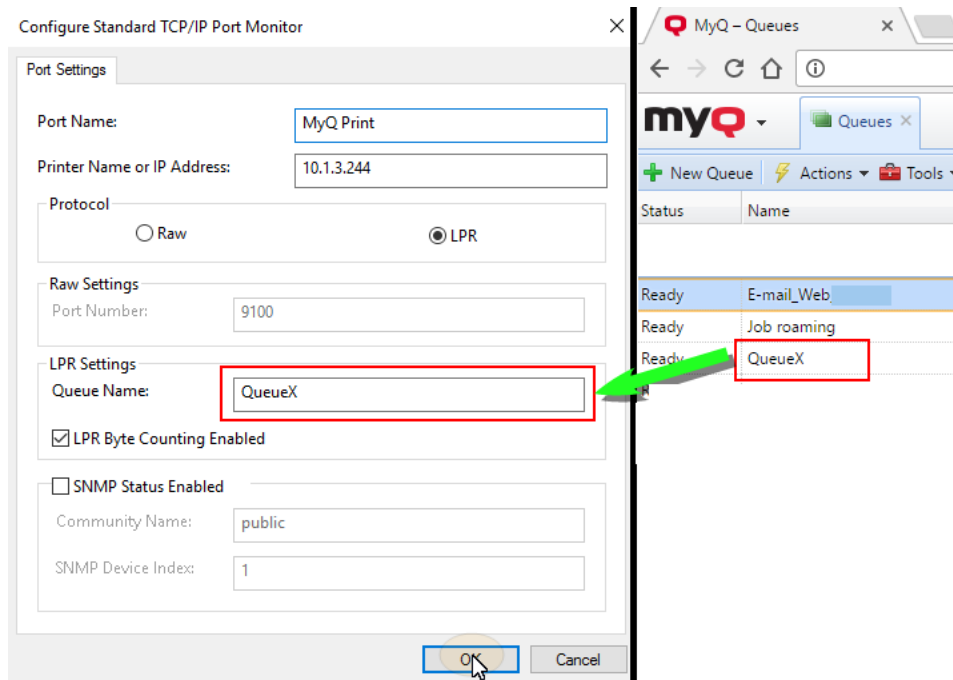 Configure Standard TCP/IP Port Monitor
Port Settings
Port Name:
MyQ Print
Printer Name or IP Address:
10.1.3.244
Protocol
Raw
LPR
Raw Settings
Port Number:
9100
LPR Settings
Queue Name:
QueueX
LPR Byte Counting Enabled
SNMP Status Enabled
Community Name:
public
SNMP Device Index:
1
OK
Cancel
MyQ – Queues
myQ
Queues
New Queue
Actions
Tools
Status Name
Ready E-mail_Web
Ready Job roaming
Ready QueueX